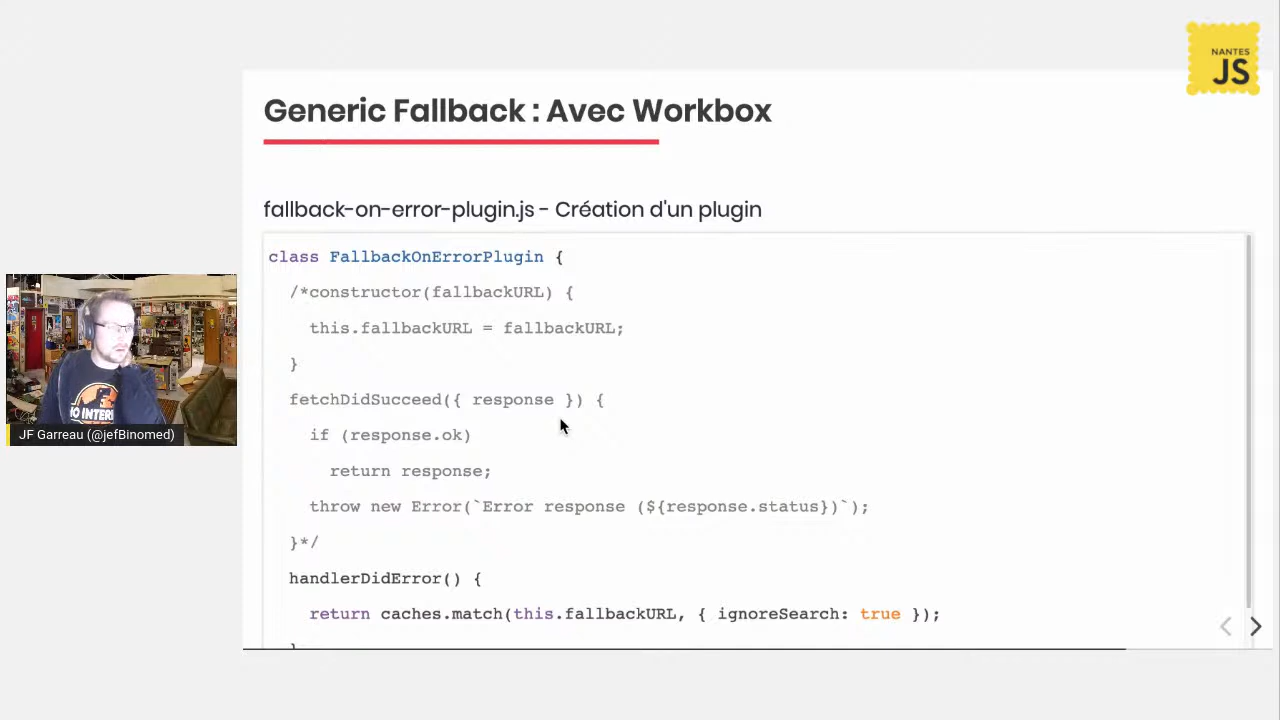 NANTES
JS
Generic Fallback : Avec Workbox
fallback-on-error-plugin.js - Création d'un plugin
class FallbackOnErrorPlugin {
/*constructor(fallbackURL) {
this.fallbackURL = fallbackURL;
}
fetchDidSucceed({ response }) {
if (response.ok)
return response;
throw new Error(`Error response (${response.status})`);
}*/
handlerDidError() {
return caches.match(this.fallbackURL, { ignoreSearch: true });
}
JF Garreau (@jefBinomed)